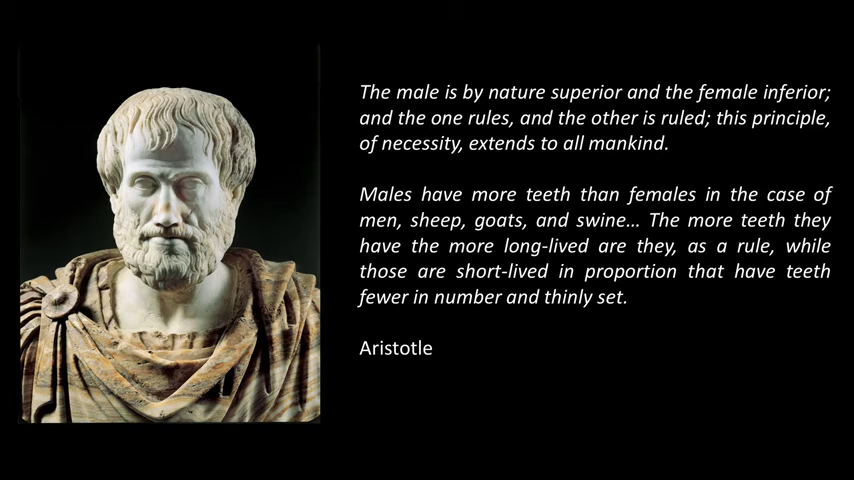 The male is by nature superior and the female inferior;
and the one rules, and the other is ruled; this principle,
of necessity, extends to all mankind.
Males have more teeth than females in the case of
men, sheep, goats, and swine… The more teeth they
have the more long-lived are they, as a rule, while
those are short-lived in proportion that have teeth
fewer in number and thinly set.
Aristotle